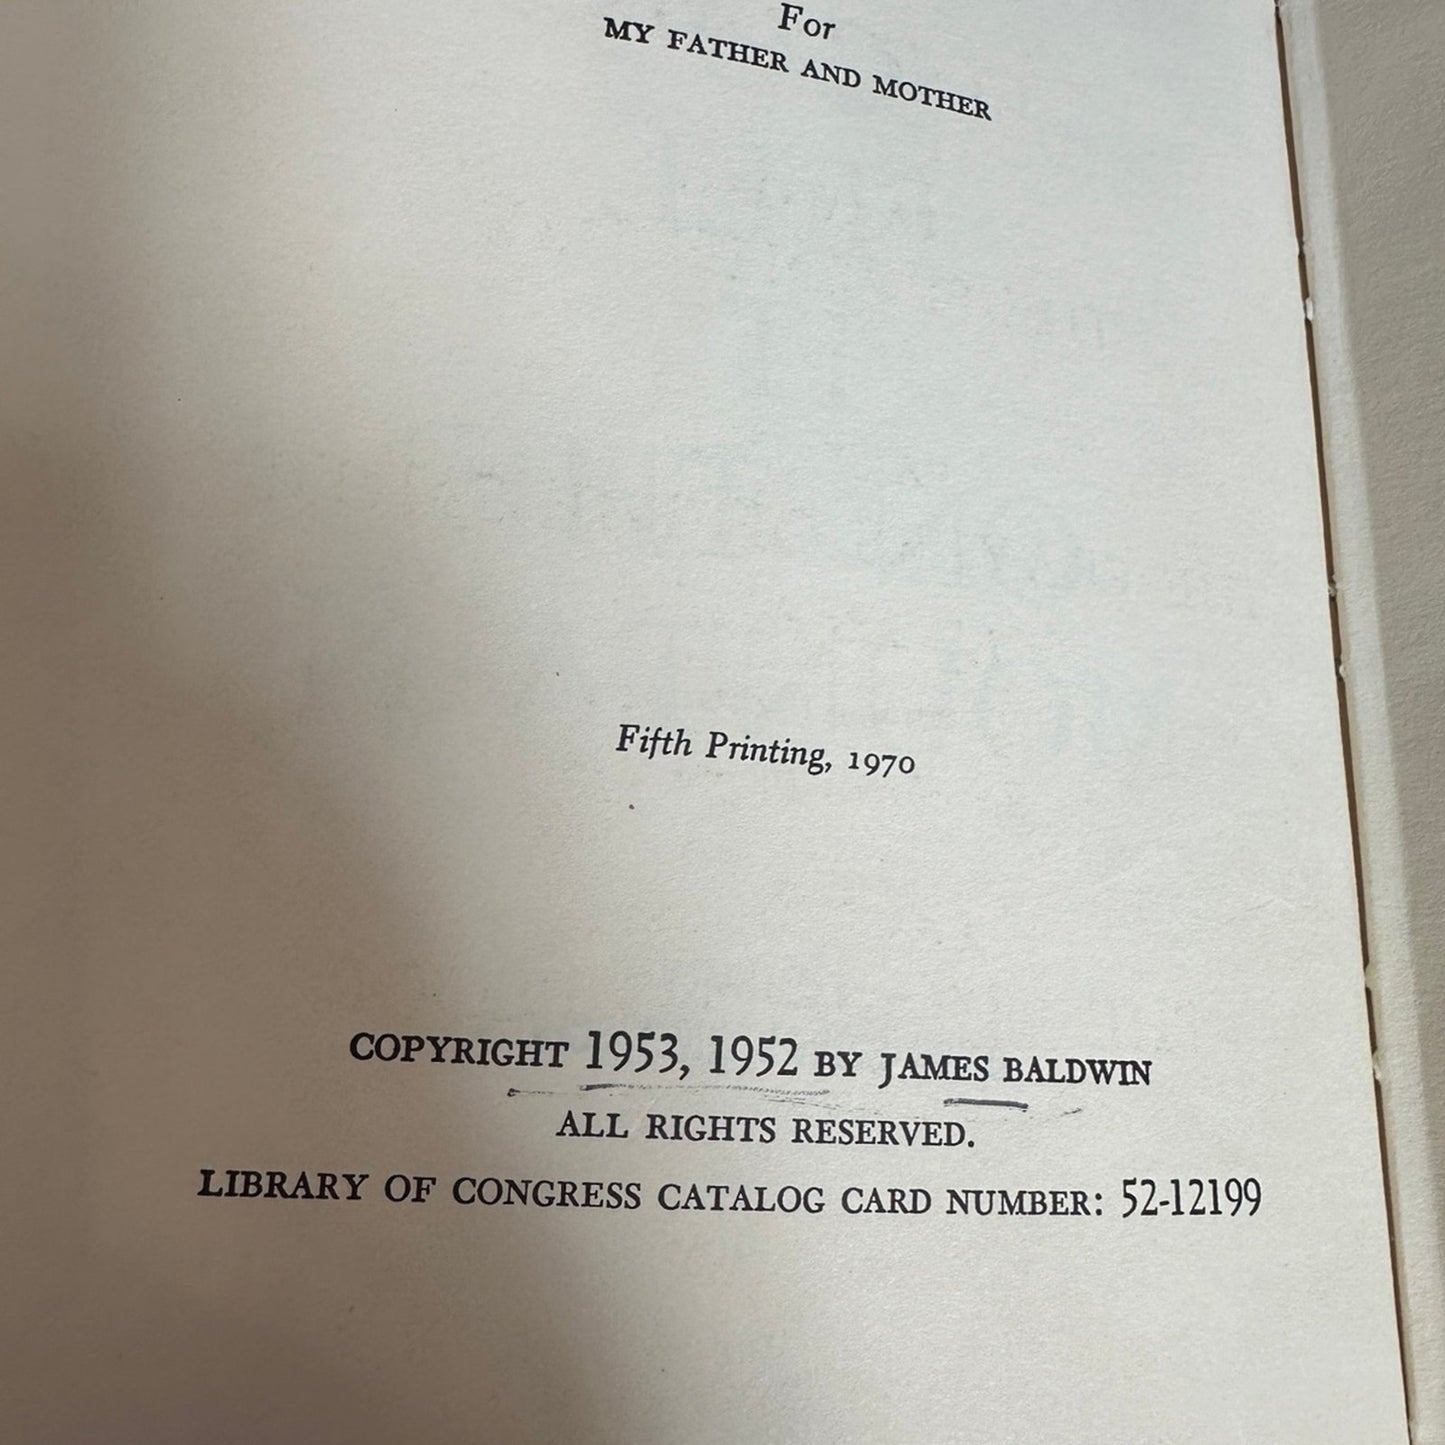 For
MY FATHER AND MOTHER
Fifth Printing, 1970
COPYRIGHT 1953, 1952 BY JAMES BALDWIN
ALL RIGHTS RESERVED.
LIBRARY OF CONGRESS CATALOG CARD NUMBER: 52-12199